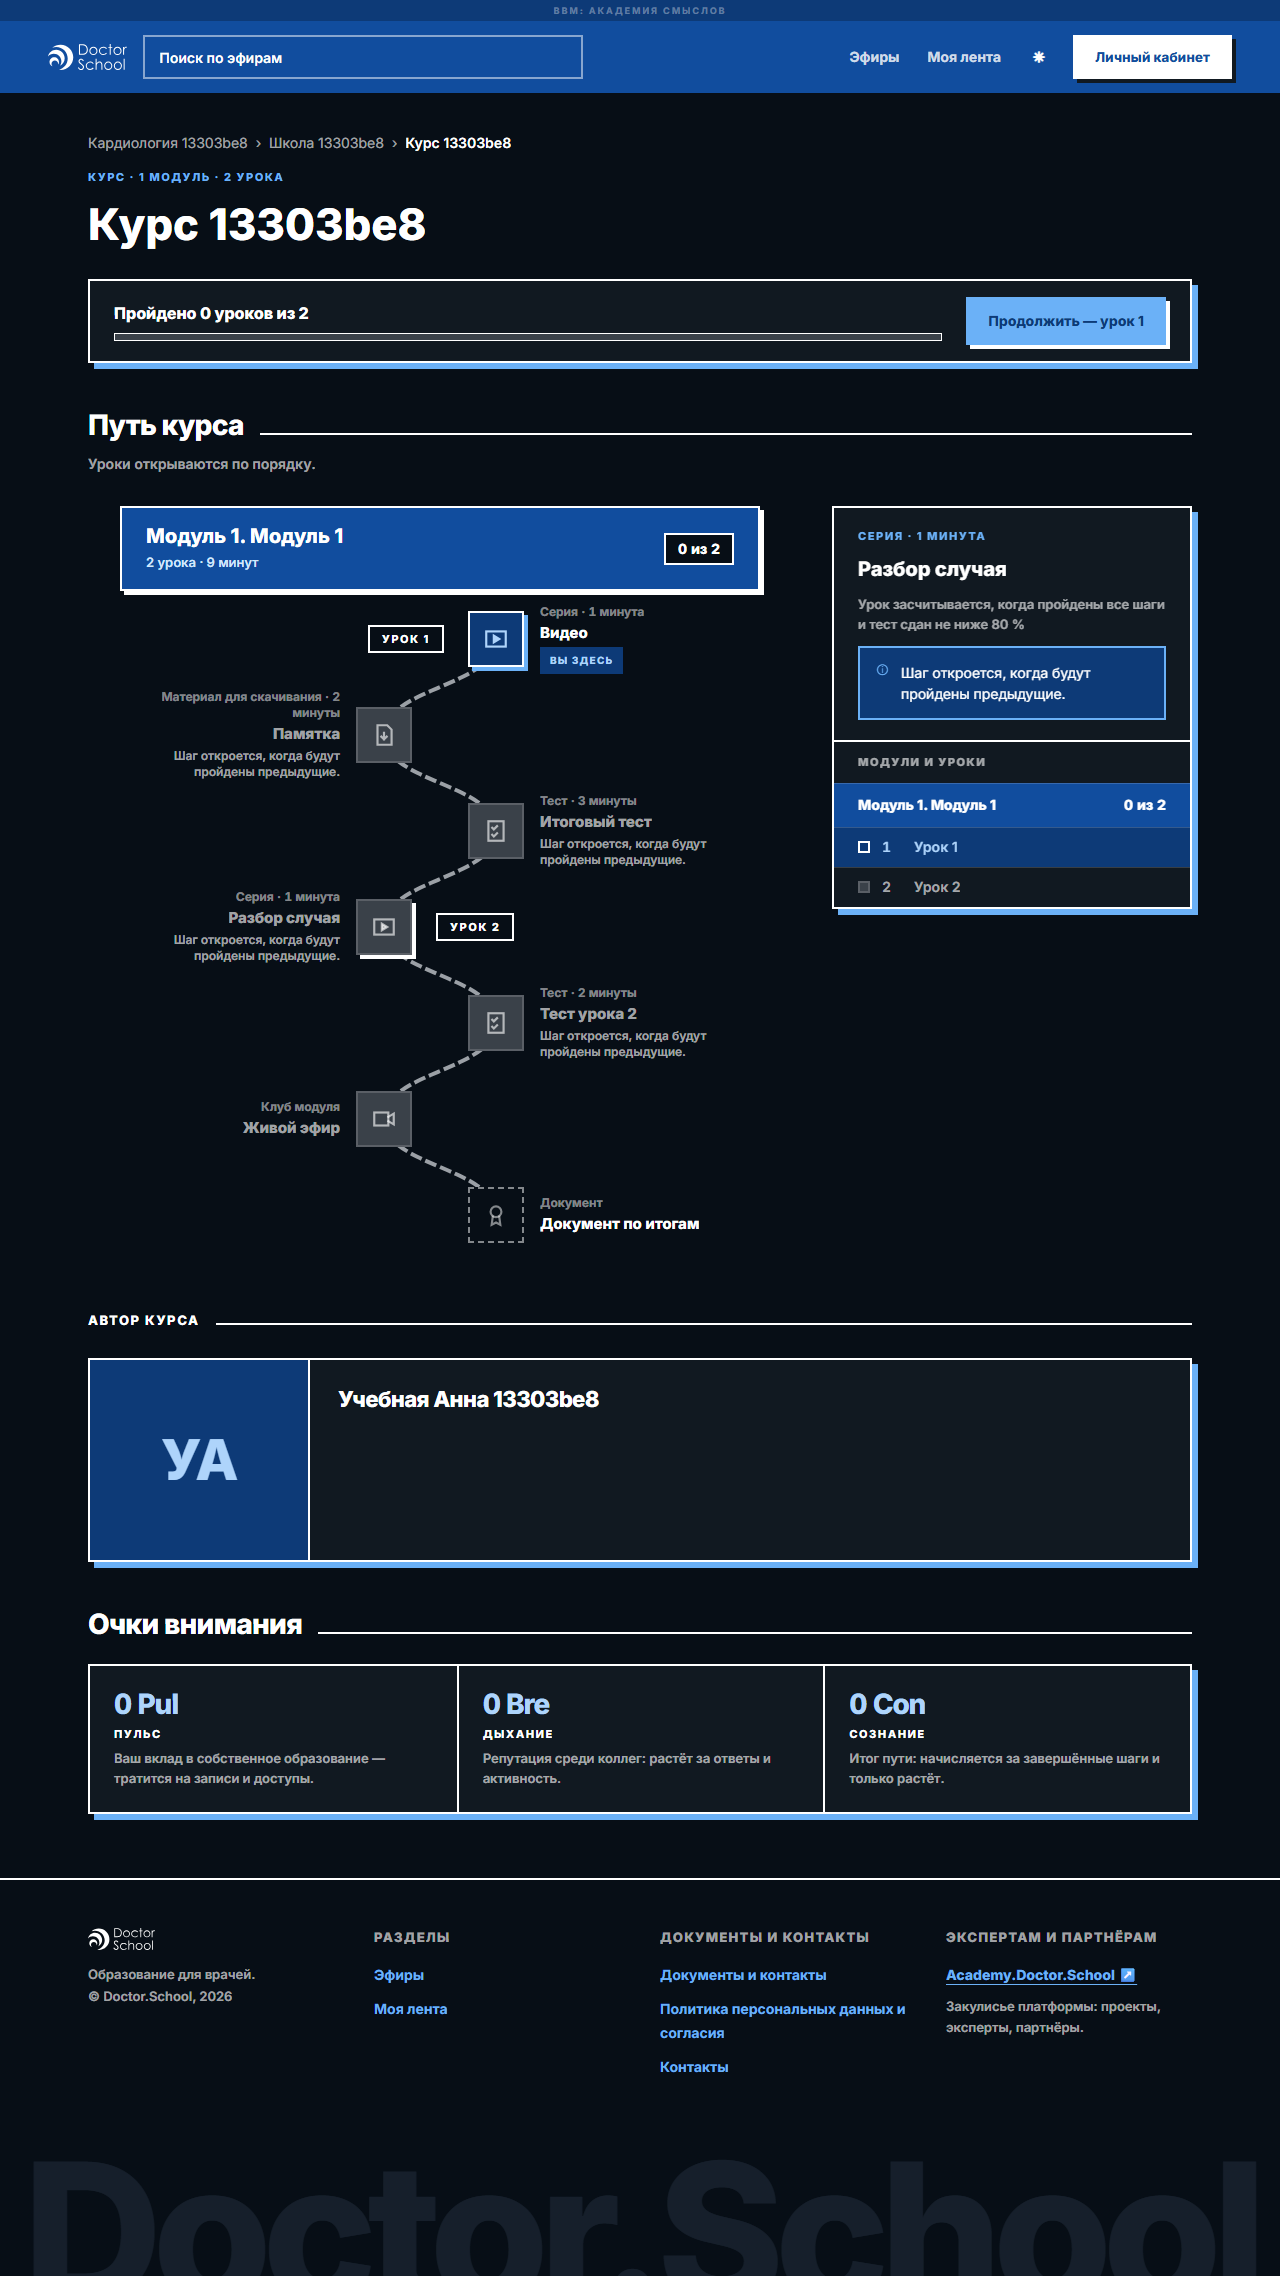 ВВМ: АКАДЕМИЯ СМЫСЛОВ
Doctor School
Поиск по эфирам
Эфиры
Моя лента
Личный кабинет
Кардиология 13303be8 › Школа 13303be8 › Курс 13303be8
КУРС · 1 МОДУЛЬ · 2 УРОКА
Курс 13303be8
Пройдено 0 уроков из 2
Продолжить — урок 1
Путь курса
Уроки открываются по порядку.
Модуль 1. Модуль 1
2 урока · 9 минут
0 из 2
УРОК 1
Серия · 1 минута
Видео
ВЫ ЗДЕСЬ
Материал для скачивания · 2
минуты
Памятка
Шаг откроется, когда будут
пройдены предыдущие.
Тест · 3 минуты
Итоговый тест
Шаг откроется, когда будут
пройдены предыдущие.
Серия · 1 минута
Разбор случая
Шаг откроется, когда будут
пройдены предыдущие.
УРОК 2
Тест · 2 минуты
Тест урока 2
Шаг откроется, когда будут
пройдены предыдущие.
Клуб модуля
Живой эфир
Документ
Документ по итогам
СЕРИЯ · 1 МИНУТА
Разбор случая
Урок засчитывается, когда пройдены все шаги
и тест сдан не ниже 80 %
Шаг откроется, когда будут
пройдены предыдущие.
МОДУЛИ И УРОКИ
Модуль 1. Модуль 1 0 из 2
1 Урок 1
2 Урок 2
АВТОР КУРСА
УА
Учебная Анна 13303be8
Очки внимания
0 Pul
ПУЛЬС
Ваш вклад в собственное образование —
тратится на записи и доступы.
0 Bre
ДЫХАНИЕ
Репутация среди коллег: растёт за ответы и
активность.
0 Con
СОЗНАНИЕ
Итог пути: начисляется за завершённые шаги и
только растёт.
Doctor School
Образование для врачей.
© Doctor.School, 2026
РАЗДЕЛЫ
Эфиры
Моя лента
ДОКУМЕНТЫ И КОНТАКТЫ
Документы и контакты
Политика персональных данных и
согласия
Контакты
ЭКСПЕРТАМ И ПАРТНЁРАМ
Academy.Doctor.School
Закулисье платформы: проекты,
эксперты, партнёры.
Doctor.School